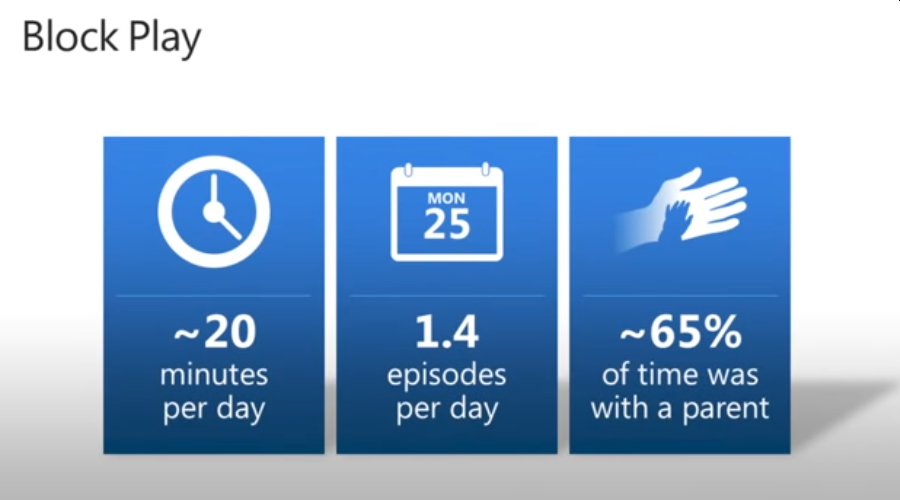 Block Play
~20
minutes
per day
MON
25
1.4
episodes
per day
~65%
of time was
with a parent